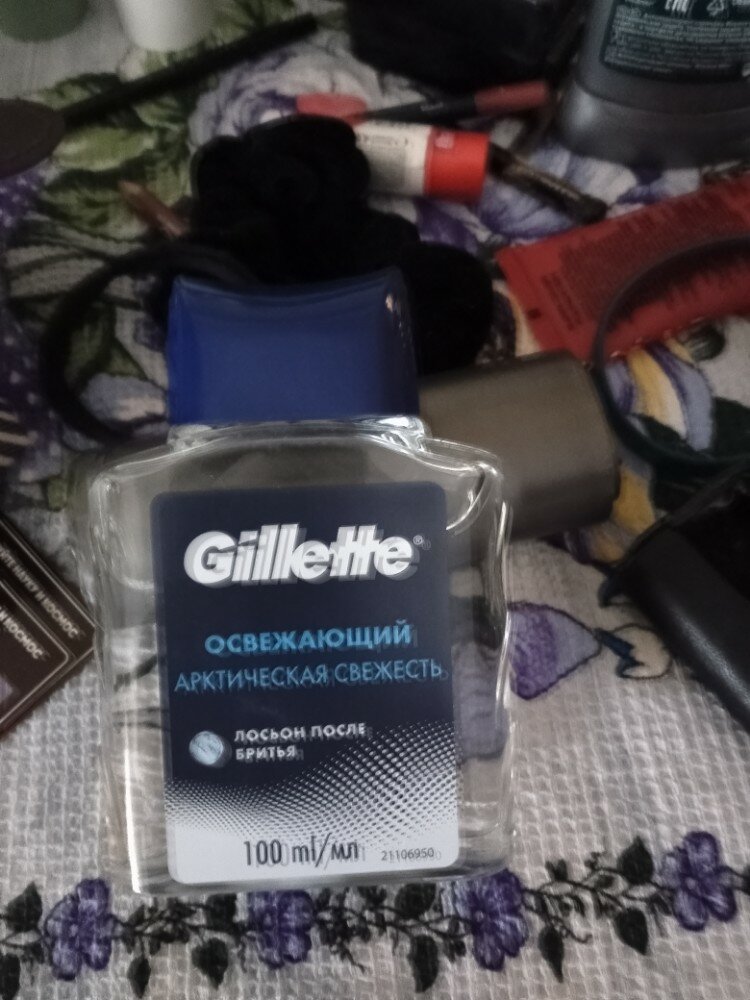 Gillette®
ОСВЕЖАЮЩИЙ
АРКТИЧЕСКАЯ СВЕЖЕСТЬ
ЛОСЬОН ПОСЛЕ
БРИТЬЯ
100 ml/мл
21106950